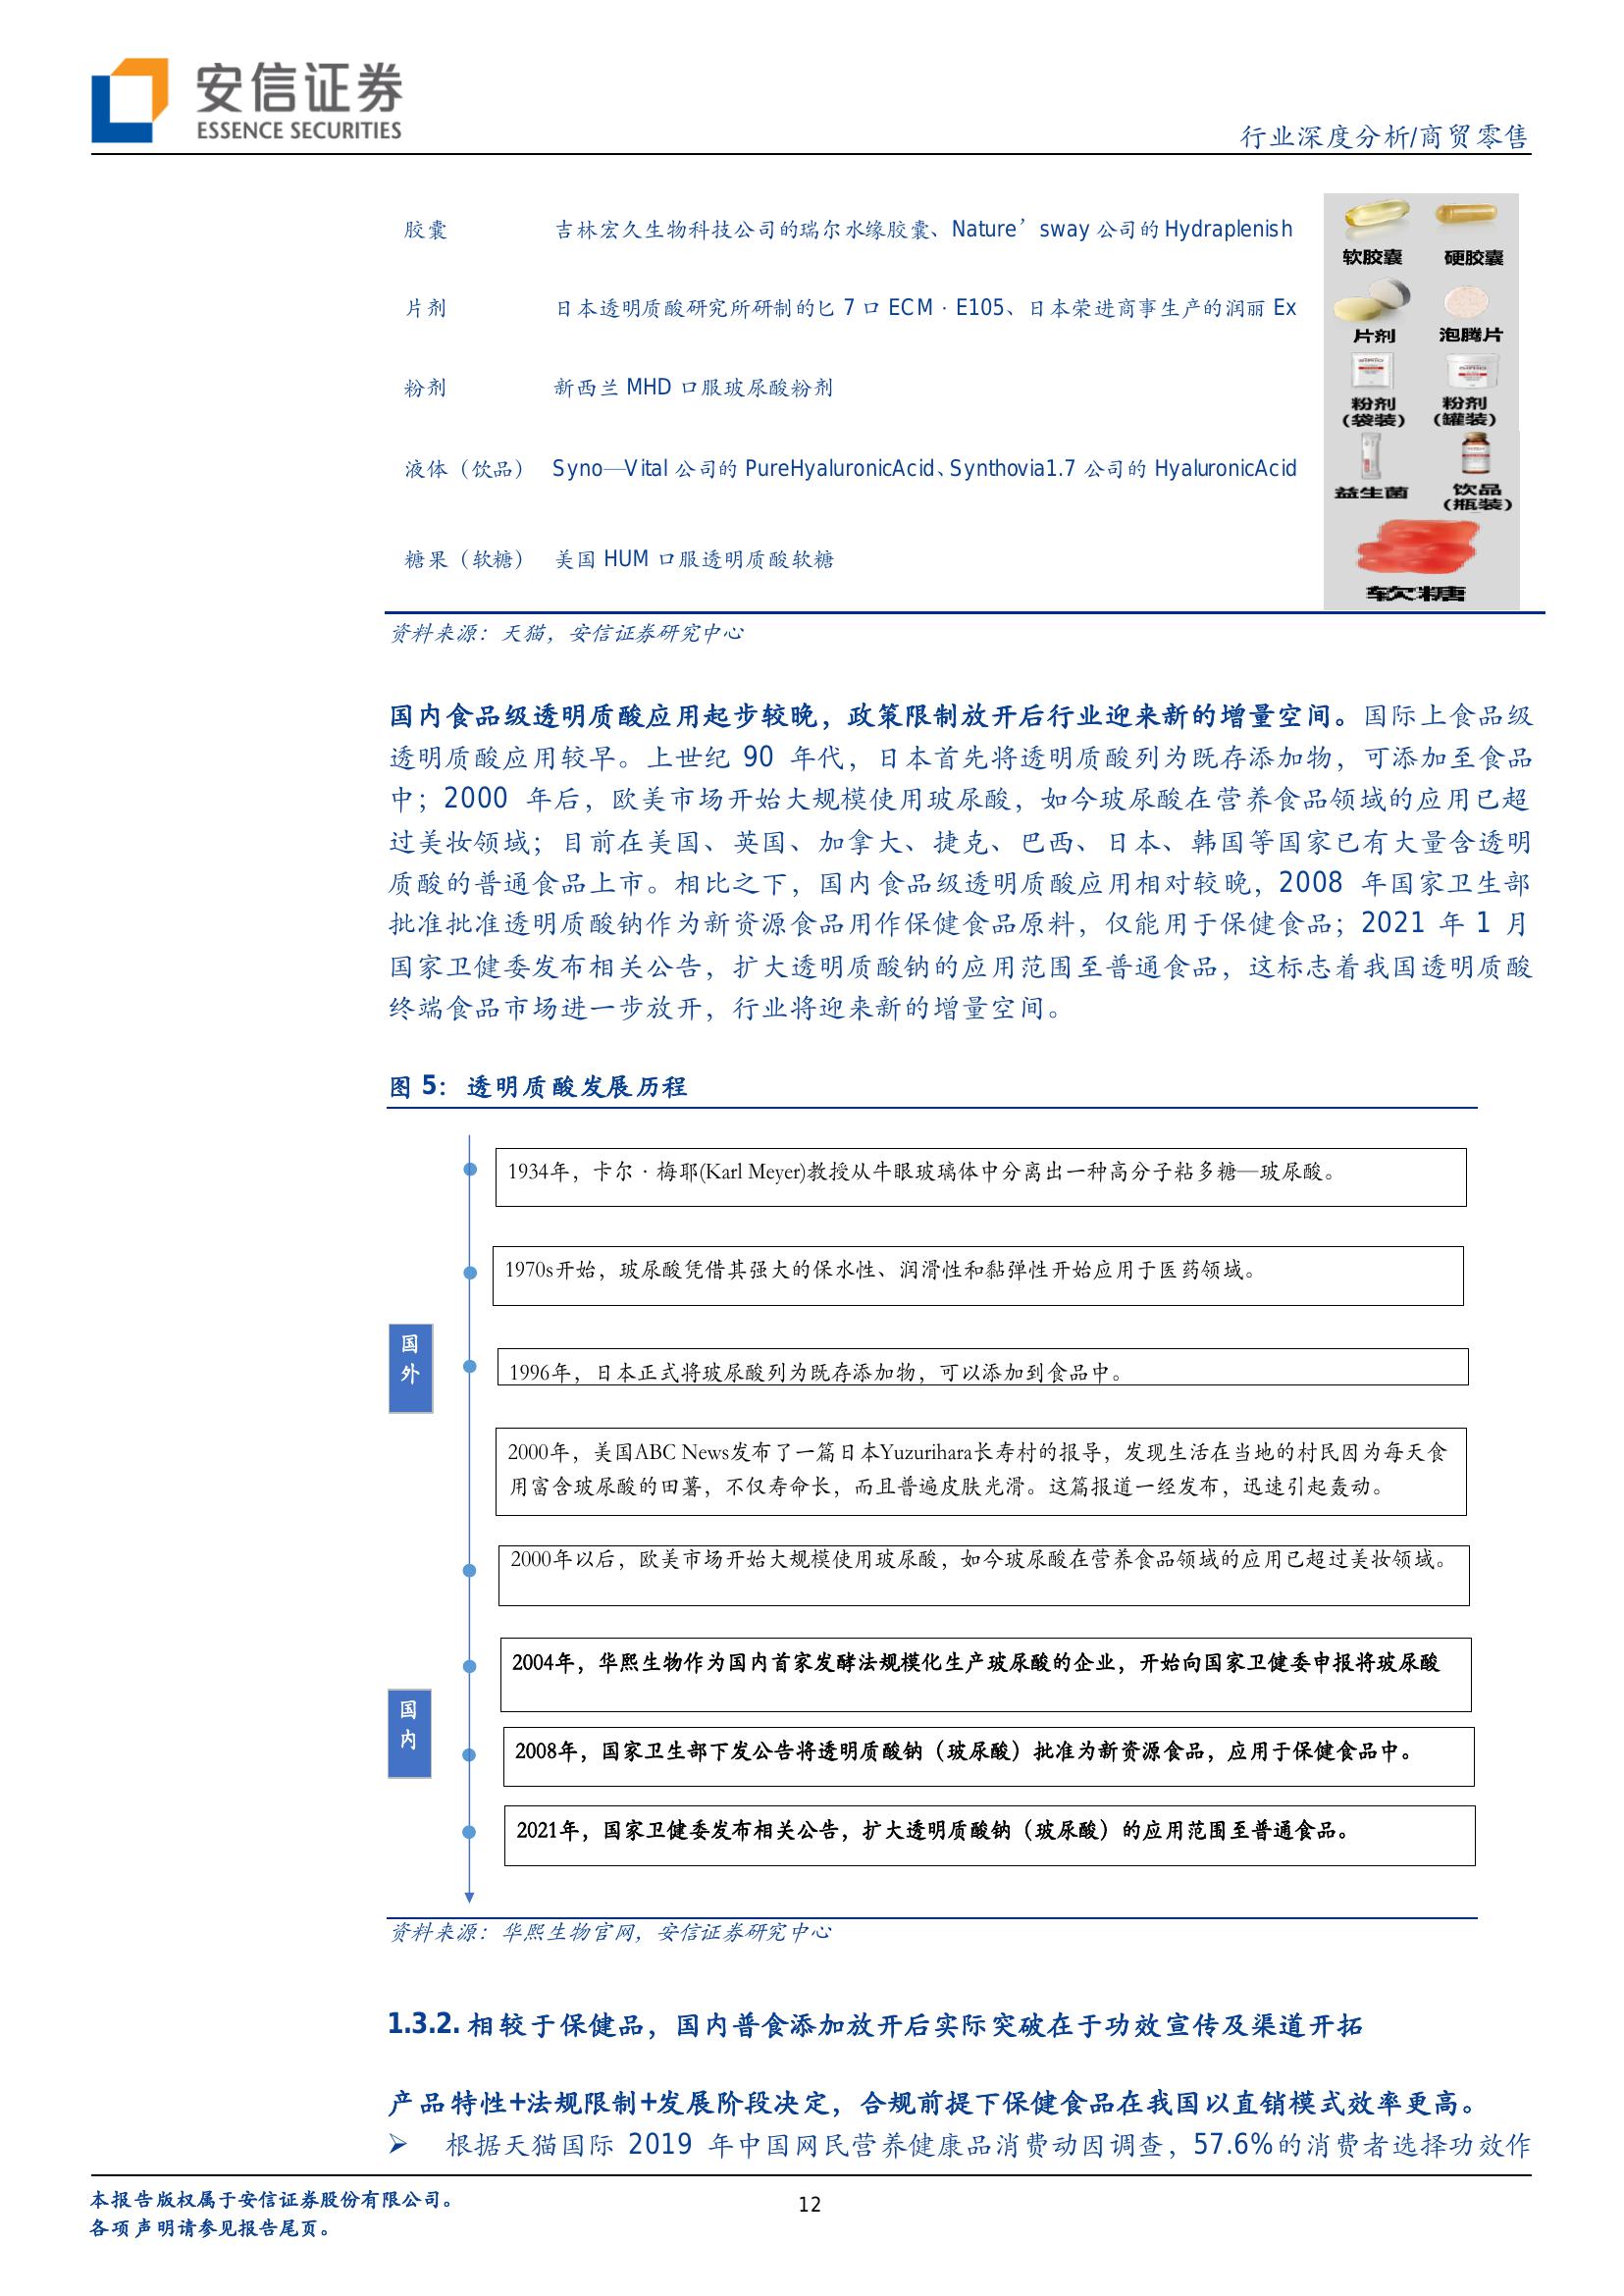 安信证券
ESSENCE SECURITIES
行业深度分析/商贸零售
胶囊 吉林宏久生物科技公司的瑞尔水缘胶囊、Nature’sway 公司的 Hydraplenish
软胶囊 硬胶囊
片剂 日本透明质酸研究所研制的匕 7 口 ECM·E105、日本荣进商事生产的润丽 Ex
片剂 泡腾片
粉剂 新西兰 MHD 口服玻尿酸粉剂
粉剂 粉剂
（袋装） （罐装）
液体（饮品） Syno—Vital 公司的 PureHyaluronicAcid、Synthovia1.7 公司的 HyaluronicAcid
益生菌 饮品
（瓶装）
糖果（软糖） 美国 HUM 口服透明质酸软糖
软糖
资料来源：天猫，安信证券研究中心
国内食品级透明质酸应用起步较晚，政策限制放开后行业迎来新的增量空间。国际上食品级
透明质酸应用较早。上世纪 90 年代，日本首先将透明质酸列为既存添加物，可添加至食品
中；2000 年后，欧美市场开始大规模使用玻尿酸，如今玻尿酸在营养食品领域的应用已超
过美妆领域；目前在美国、英国、加拿大、捷克、巴西、日本、韩国等国家已有大量含透明
质酸的普通食品上市。相比之下，国内食品级透明质酸应用相对较晚，2008 年国家卫生部
批准批准透明质酸钠作为新资源食品用作保健食品原料，仅能用于保健食品；2021 年 1 月
国家卫健委发布相关公告，扩大透明质酸钠的应用范围至普通食品，这标志着我国透明质酸
终端食品市场进一步放开，行业将迎来新的增量空间。
图 5：透明质酸发展历程
1934年，卡尔·梅耶(Karl Meyer)教授从牛眼玻璃体中分离出一种高分子粘多糖—玻尿酸。
1970s开始，玻尿酸凭借其强大的保水性、润滑性和黏弹性开始应用于医药领域。
国
外
1996年，日本正式将玻尿酸列为既存添加物，可以添加到食品中。
2000年，美国ABC News发布了一篇日本Yuzurihara长寿村的报导，发现生活在当地的村民因为每天食
用富含玻尿酸的田薯，不仅寿命长，而且普遍皮肤光滑。这篇报道一经发布，迅速引起轰动。
2000年以后，欧美市场开始大规模使用玻尿酸，如今玻尿酸在营养食品领域的应用已超过美妆领域。
2004年，华熙生物作为国内首家发酵法规模化生产玻尿酸的企业，开始向国家卫健委申报将玻尿酸
国
内
2008年，国家卫生部下发公告将透明质酸钠（玻尿酸）批准为新资源食品，应用于保健食品中。
2021年，国家卫健委发布相关公告，扩大透明质酸钠（玻尿酸）的应用范围至普通食品。
资料来源：华熙生物官网，安信证券研究中心
1.3.2. 相较于保健品，国内普食添加放开后实际突破在于功效宣传及渠道开拓
产品特性+法规限制+发展阶段决定，合规前提下保健食品在我国以直销模式效率更高。
➢ 根据天猫国际 2019 年中国网民营养健康品消费动因调查，57.6%的消费者选择功效作
本报告版权属于安信证券股份有限公司。
各项声明请参见报告尾页。
12